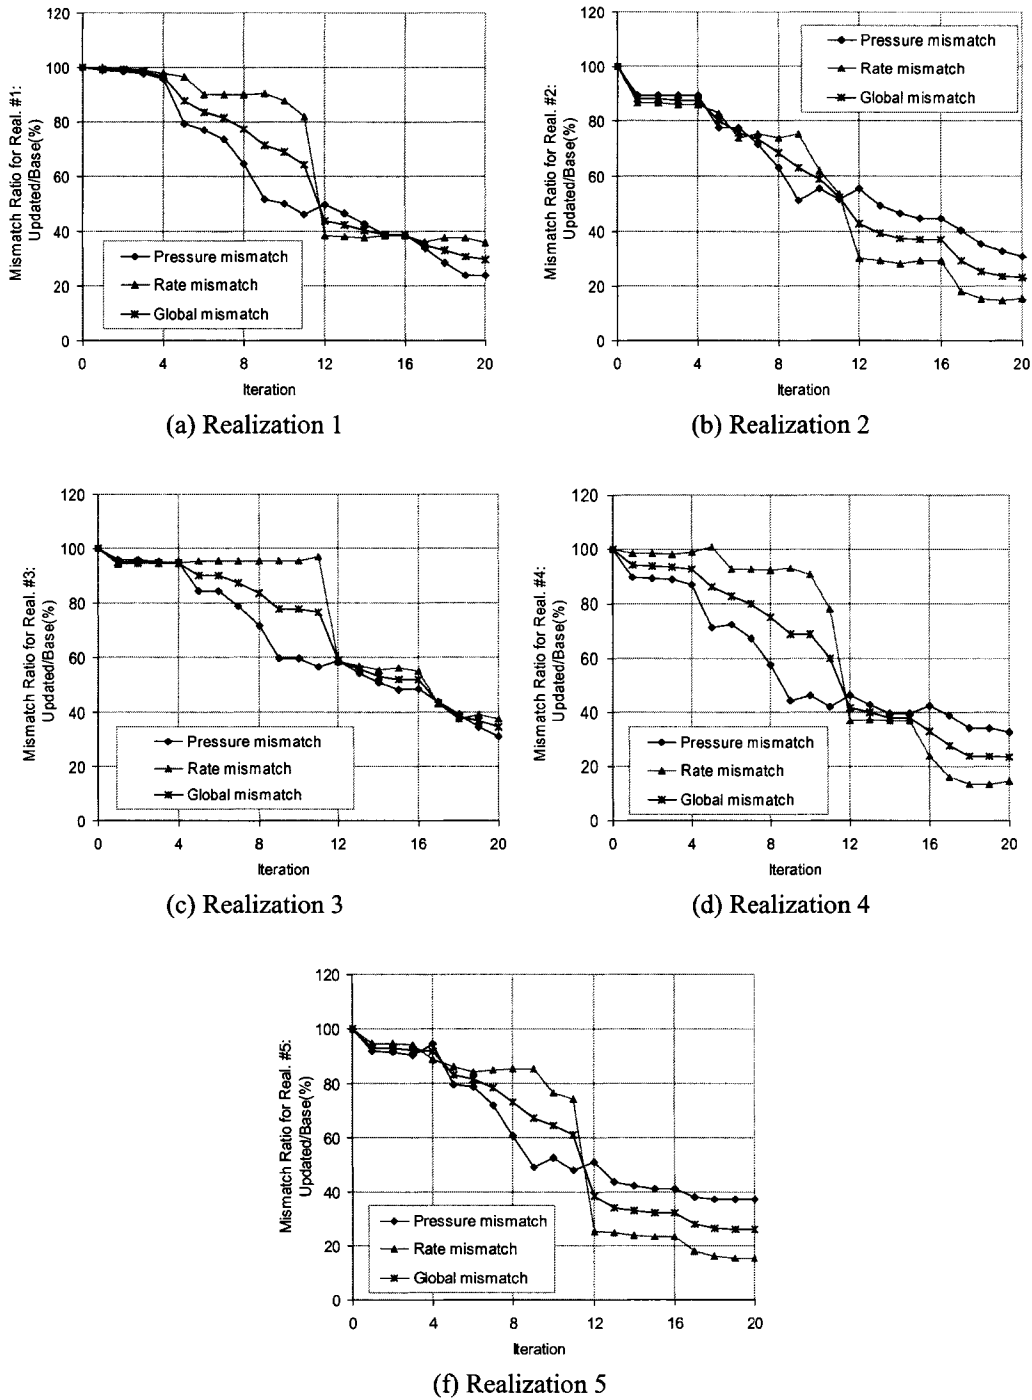 120
100
80
60
40
20
0
0 4 8 12 16 20
Mismatch Ratio for Real. #1:
Updated/Base(%)
Pressure mismatch
Rate mismatch
Global mismatch
Iteration
(a) Realization 1
120
100
80
60
40
20
0
0 4 8 12 16 20
Mismatch Ratio for Real. #2:
Updated/Base(%)
Pressure mismatch
Rate mismatch
Global mismatch
Iteration
(b) Realization 2
120
100
80
60
40
20
0
0 4 8 12 16 20
Mismatch Ratio for Real. #3:
Updated/Base(%)
Pressure mismatch
Rate mismatch
Global mismatch
Iteration
(c) Realization 3
120
100
80
60
40
20
0
0 4 8 12 16 20
Mismatch Ratio for Real. #4:
Updated/Base(%)
Pressure mismatch
Rate mismatch
Global mismatch
Iteration
(d) Realization 4
120
100
80
60
40
20
0
0 4 8 12 16 20
Mismatch Ratio for Real. #5:
Updated/Base(%)
Pressure mismatch
Rate mismatch
Global mismatch
Iteration
(f) Realization 5